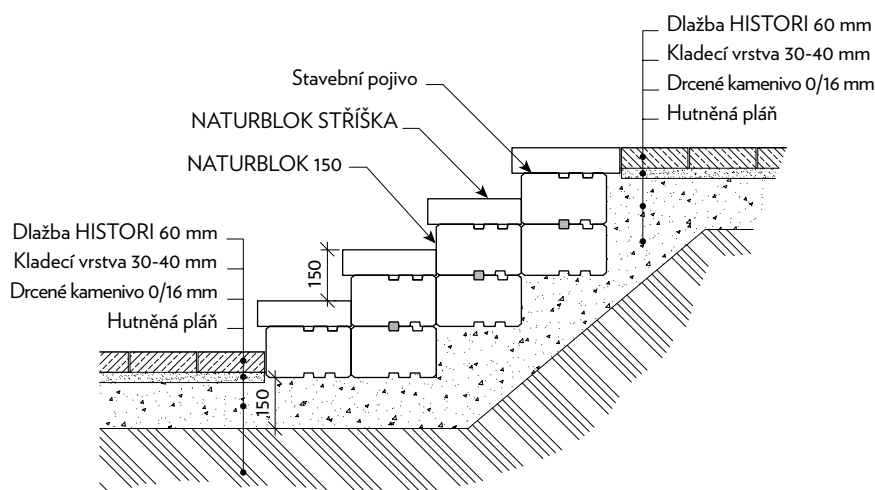 Dlažba HISTORI 60 mm
Kladecí vrstva 30-40 mm
Drcené kamenivo 0/16 mm
Hutněná pláň
Stavební pojivo
NATURBLOK STŘÍŠKA
NATURBLOK 150
Dlažba HISTORI 60 mm
Kladecí vrstva 30-40 mm
Drcené kamenivo 0/16 mm
Hutněná pláň
150
150